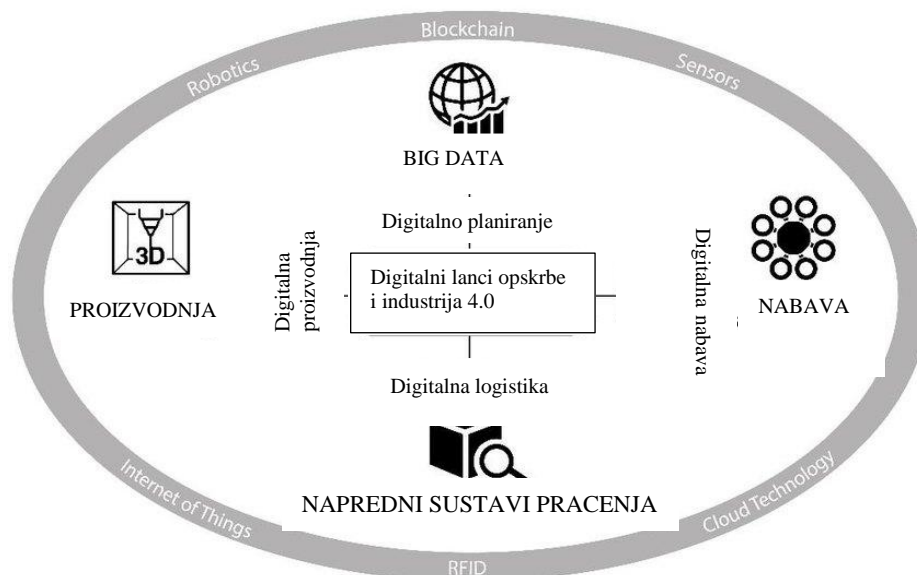 Blockchain
Robotics
Sensors
BIG DATA
Digitalno planiranje
3D
PROIZVODNJA
Digitalna
proizvodnja
Digitalni lanci opskrbe
i industrija 4.0
Digitalna nabava
NABAVA
Digitalna logistika
NAPREDNI SUSTAVI PRACENJA
Internet of Things
Cloud Technology
RFID